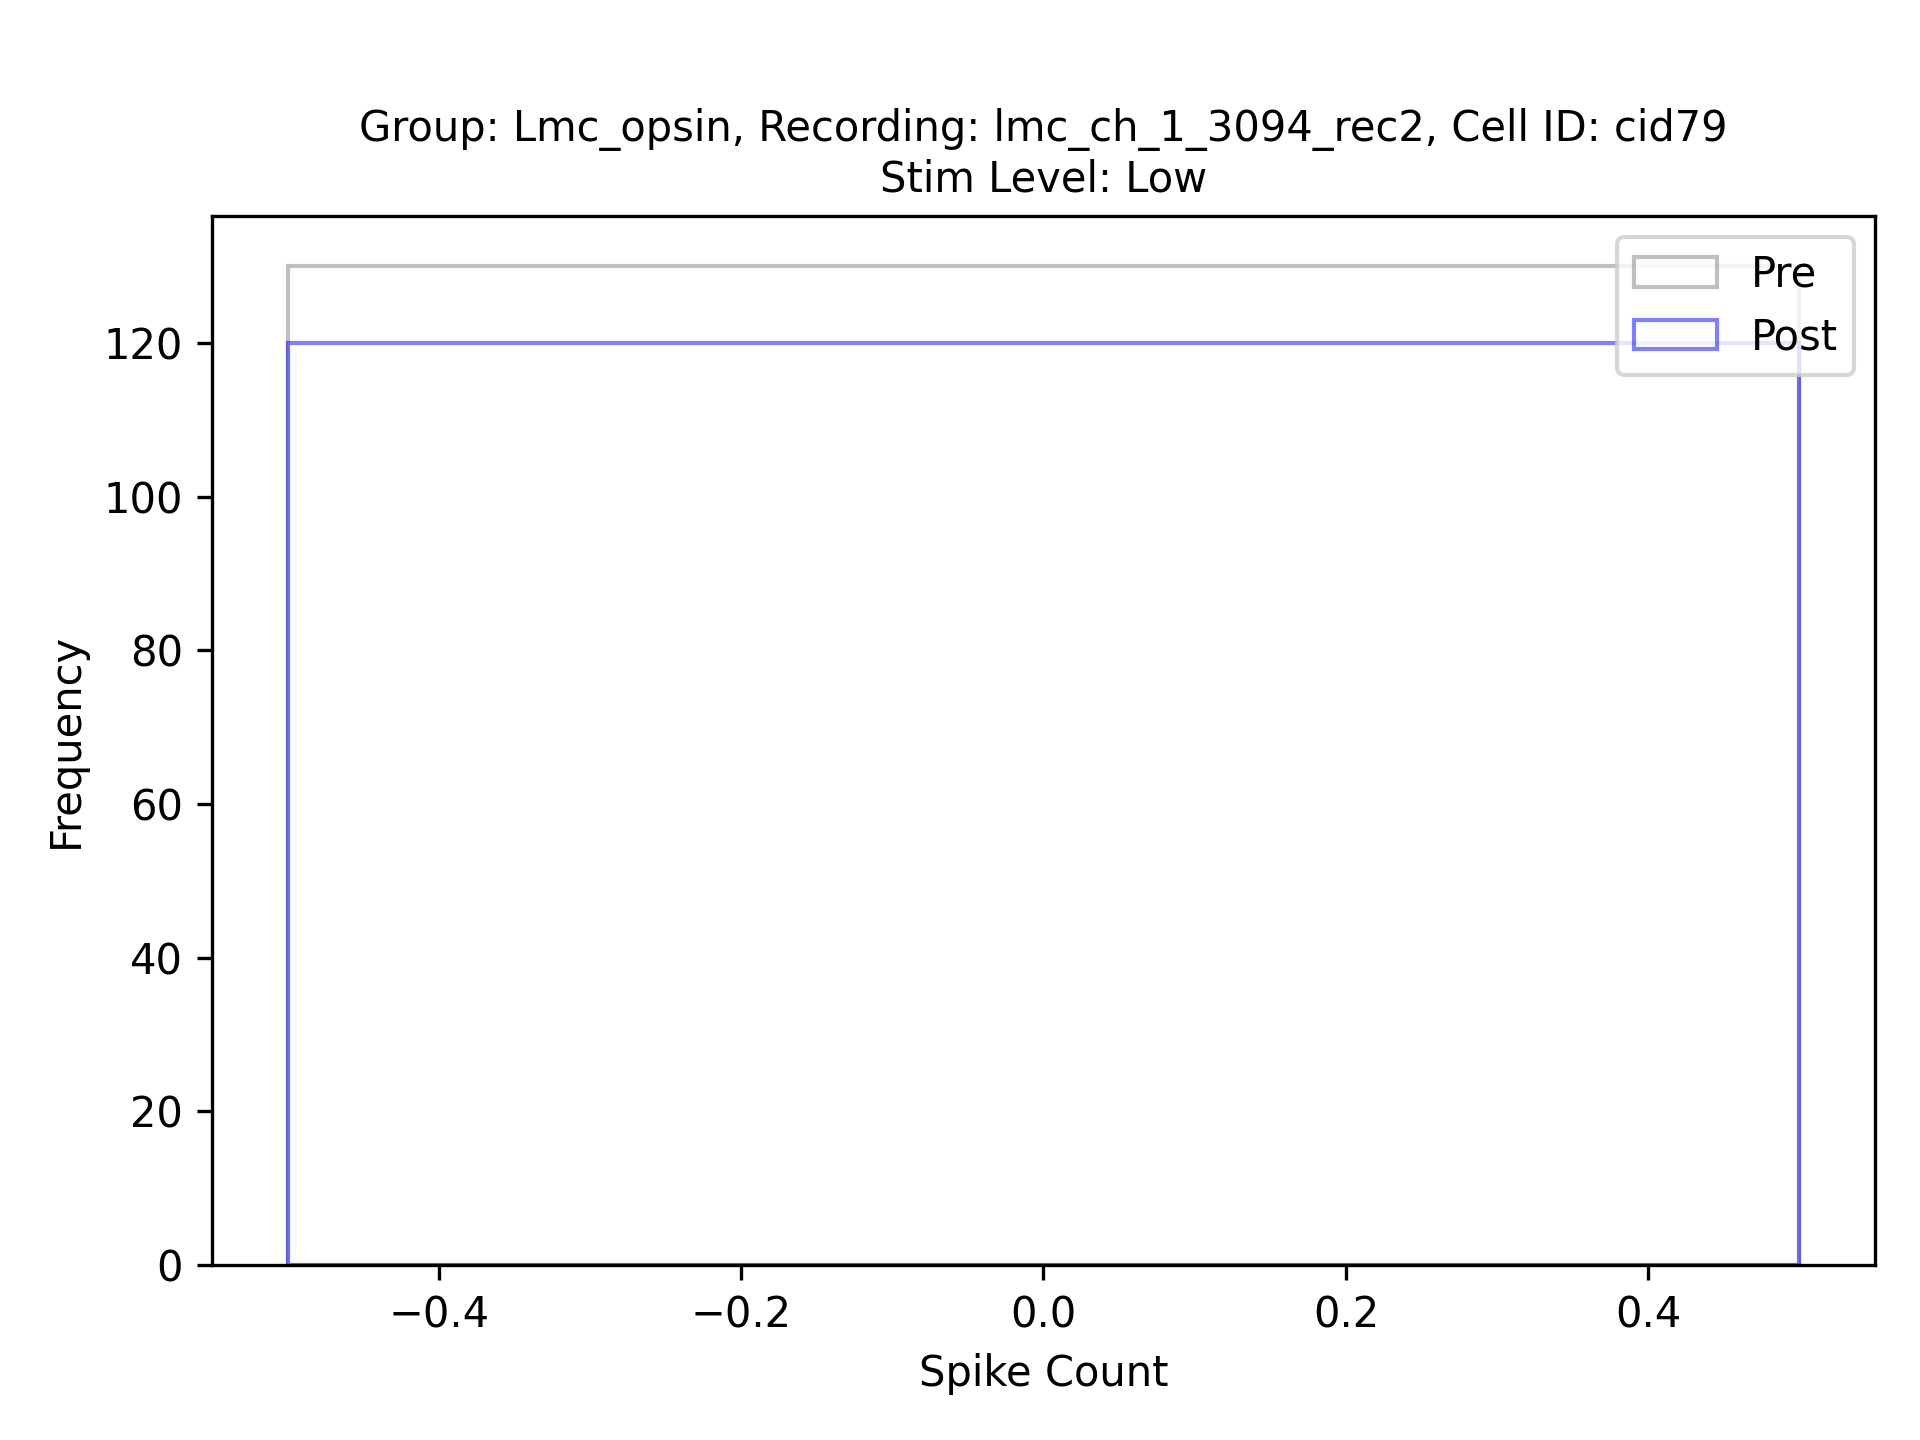 Group: Lmc_opsin, Recording: lmc_ch_1_3094_rec2, Cell ID: cid79
Stim Level: Low
Pre
Post
120
100
80
60
40
20
0
Frequency
−0.4
−0.2
0.0
0.2
0.4
Spike Count